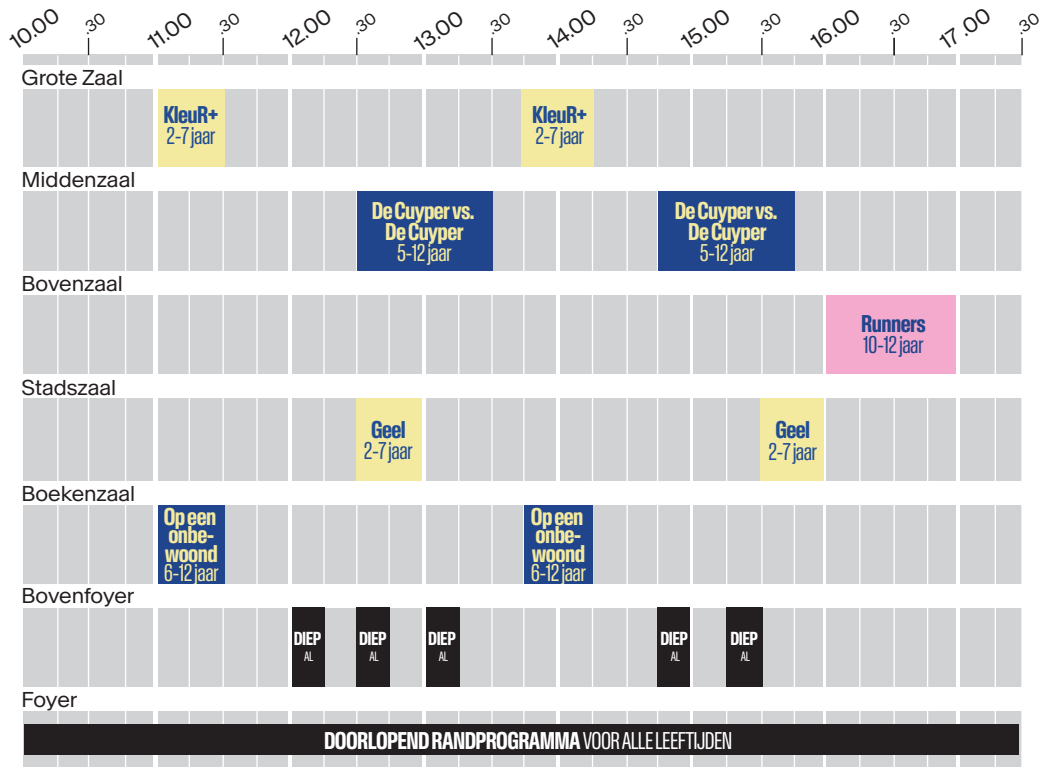 10.00 .30 11.00 .30 12.00 .30 13.00 .30 14.00 .30 15.00 .30 16.00 .30 17.00 .30
Grote Zaal
KleuR+
2-7 jaar
KleuR+
2-7 jaar
Middenzaal
De Cuyper vs.
De Cuyper
5-12 jaar
De Cuyper vs.
De Cuyper
5-12 jaar
Bovenzaal
Runners
10-12 jaar
Stadszaal
Geel
2-7 jaar
Geel
2-7 jaar
Boekenzaal
Op een
onbe-
woond
6-12 jaar
Op een
onbe-
woond
6-12 jaar
Bovenfoyer
DIEP
AL
DIEP
AL
DIEP
AL
DIEP
AL
DIEP
AL
Foyer
DOORLOPEND RANDPROGRAMMA VOOR ALLE LEEFTIJDEN